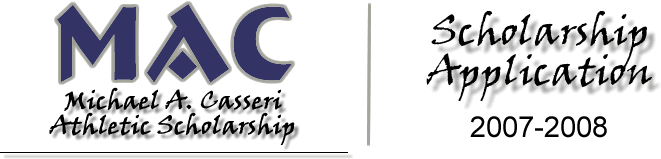 MAC
Michael A. Casseri
Athletic Scholarship
Scholarship
Application
2007-2008